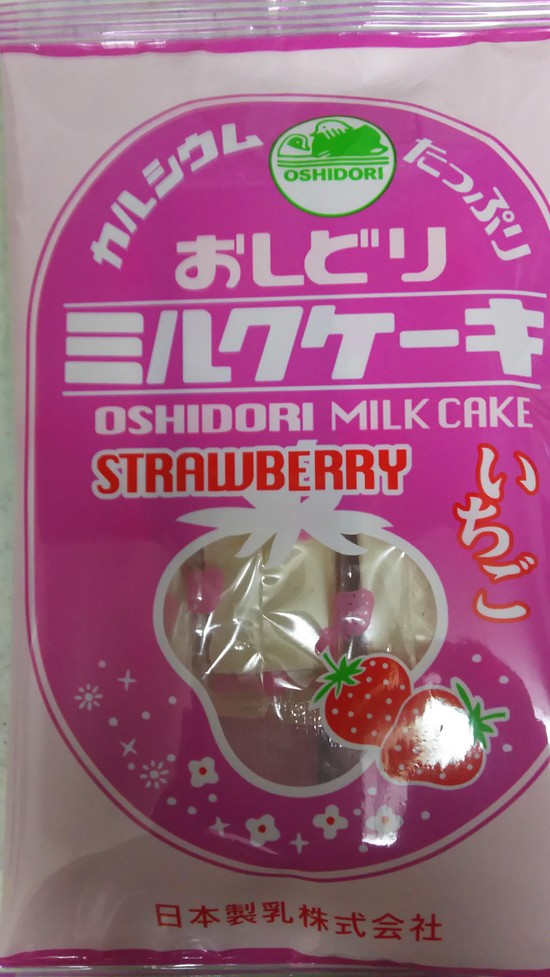 カルシウム
OSHIDORI
たっぷり
おしどり
ミルクケーキ
OSHIDORI MILK CAKE
STRAWBERRY
いちご
日本製乳株式会社